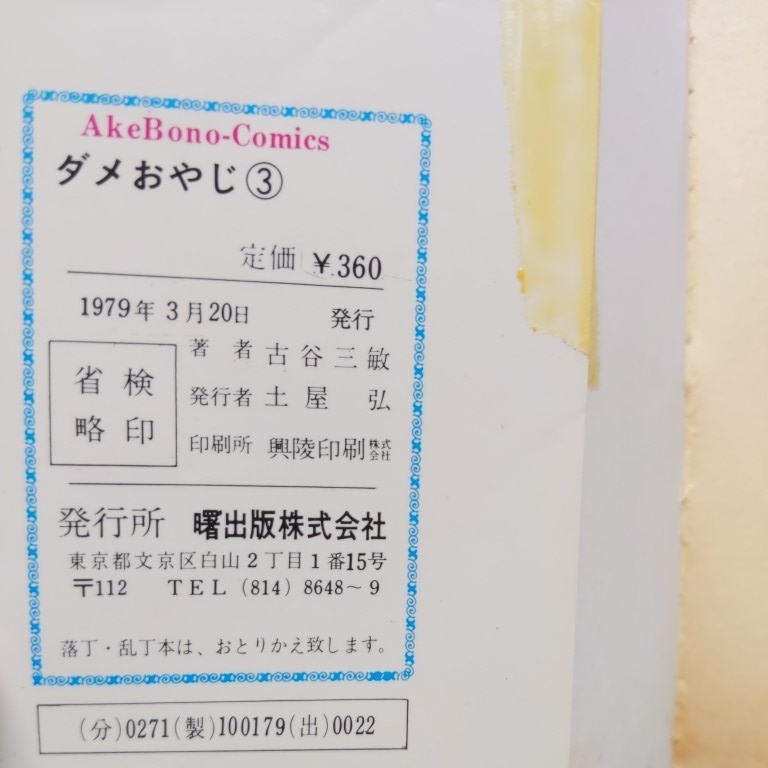 AkeBono-Comics
ダメおやじ③
定価 ¥360
1979年3月20日 発行
検印省略
著者 古谷三敏
発行者 土屋 弘
印刷所 興陵印刷株式会社
発行所 曙出版株式会社
東京都文京区白山2丁目1番15号
〒112 TEL (814) 8648~9
落丁・乱丁本は、おとりかえ致します。
(分)0271(製)100179(出)0022